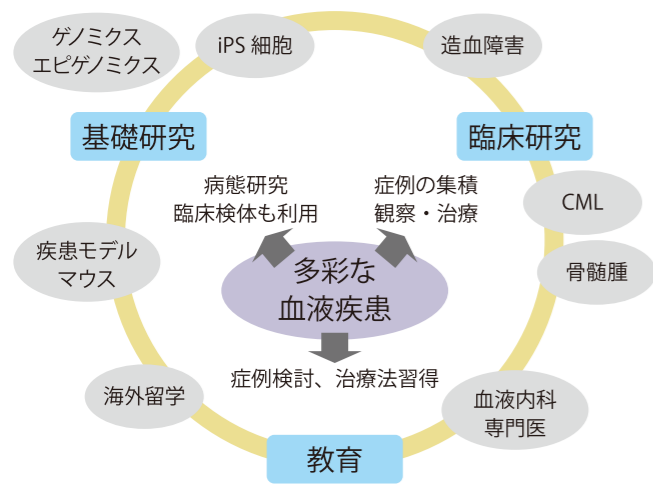 ゲノミクス
エピゲノミクス
iPS 細胞
造血障害
基礎研究
臨床研究
病態研究
臨床検体も利用
症例の集積
観察・治療
CML
疾患モデル
マウス
多彩な
血液疾患
骨髄腫
症例検討、治療法習得
海外留学
血液内科
専門医
教育